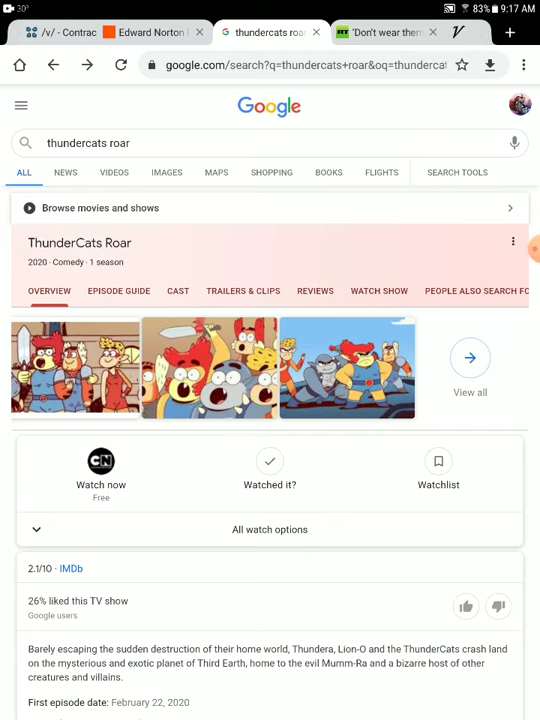 30°
83% 9:17 AM
/v/ - Contrac
Edward Norton
thundercats roar
RT
'Don't wear them
google.com/search?q=thundercats+roar&oq=thundercat
Google
thundercats roar
ALL NEWS VIDEOS IMAGES MAPS SHOPPING BOOKS FLIGHTS SEARCH TOOLS
Browse movies and shows
ThunderCats Roar
2020 · Comedy · 1 season
OVERVIEW EPISODE GUIDE CAST TRAILERS & CLIPS REVIEWS WATCH SHOW PEOPLE ALSO SEARCH FO
View all
CN
Watch now
Free
Watched it?
Watchlist
All watch options
2.1/10 · IMDb
26% liked this TV show
Google users
Barely escaping the sudden destruction of their home world, Thundera, Lion-O and the ThunderCats crash land
on the mysterious and exotic planet of Third Earth, home to the evil Mumm-Ra and a bizarre host of other
creatures and villains.
First episode date: February 22, 2020